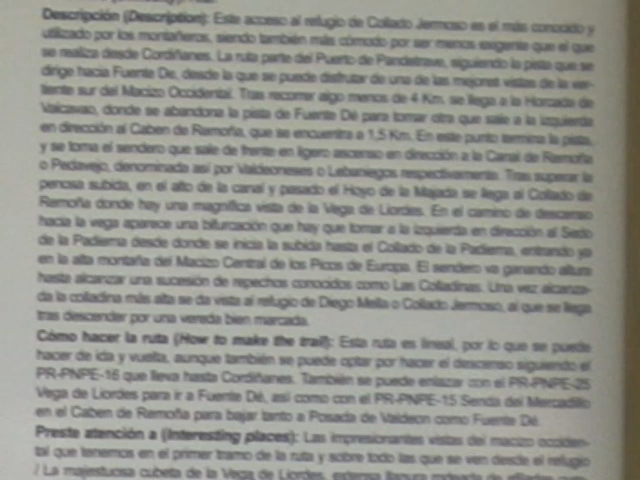 Descripción (Description): Este acceso al refugio de Collado Jermoso es el más conocido y
utilizado por los montañeros, siendo también más cómodo por ser menos exigente que el que
se realiza desde Cordiñanes. La ruta parte del Puerto de Pandetrave, siguiendo la pista que se
dirige hacia Fuente De, desde la que se puede disfrutar de una de las mejores vistas de la ver-
tiente sur del Macizo Occidental. Tras recorrer algo menos de 4 Km. se llega a la Horcada de
Valcavao, donde se abandona la pista de Fuente Dé para tomar otra que sale a la izquierda
en dirección al Caben de Remoña, que se encuentra a 1,5 Km. En este punto termina la pista,
y se toma el sendero que sale de frente en ligero ascenso en dirección a la Canal de Remoña
o Pedavejo, denominada así por Valdeoneses o Lebaniegos respectivamente. Tras superar la
penosa subida, en el alto de la canal y pasado el Hoyo de la Majada se llega al Collado de
Remoña donde hay una magnífica vista de la Vega de Liordes. En el camino de descenso
hacia la vega aparece una bifurcación que hay que tomar a la izquierda en dirección al Sedo
de la Padierna desde donde se inicia la subida hasta el Collado de la Padierna, entrando ya
en la alta montaña del Macizo Central de los Picos de Europa. El sendero va ganando altura
hasta alcanzar una sucesión de repechos conocidos como Las Colladinas. Una vez alcanza-
da la colladina más alta se da vista al refugio de Diego Mella o Collado Jermoso, al que se llega
tras descender por una vereda bien marcada.
Cómo hacer la ruta (How to make the trail): Esta ruta es lineal, por lo que se puede
hacer de ida y vuelta, aunque también se puede optar por hacer el descenso siguiendo el
PR-PNPE-16 que lleva hasta Cordiñanes. También se puede enlazar con el PR-PNPE-25
Vega de Liordes para ir a Fuente Dé, así como con el PR-PNPE-15 Senda del Mercadillo
en el Caben de Remoña para bajar tanto a Posada de Valdeón como Fuente Dé.
Preste atención a (Interesting places): Las impresionantes vistas del macizo occiden-
tal que tenemos en el primer tramo de la ruta y sobre todo las que se ven desde el refugio
/ La majestuosa cubeta de la Vega de Liordes, extensa llanura rodeada de